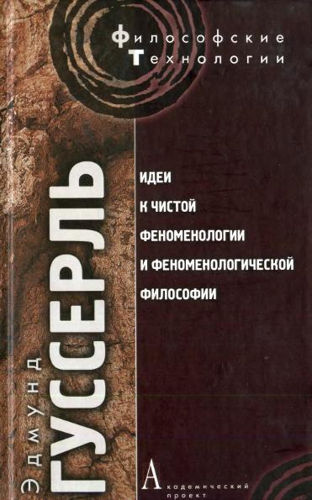 Философские
Технологии
Эдмунд
ГУССЕРЛЬ
ИДЕИ
К ЧИСТОЙ
ФЕНОМЕНОЛОГИИ
И ФЕНОМЕНОЛОГИЧЕСКОЙ
ФИЛОСОФИИ
Академический
проект